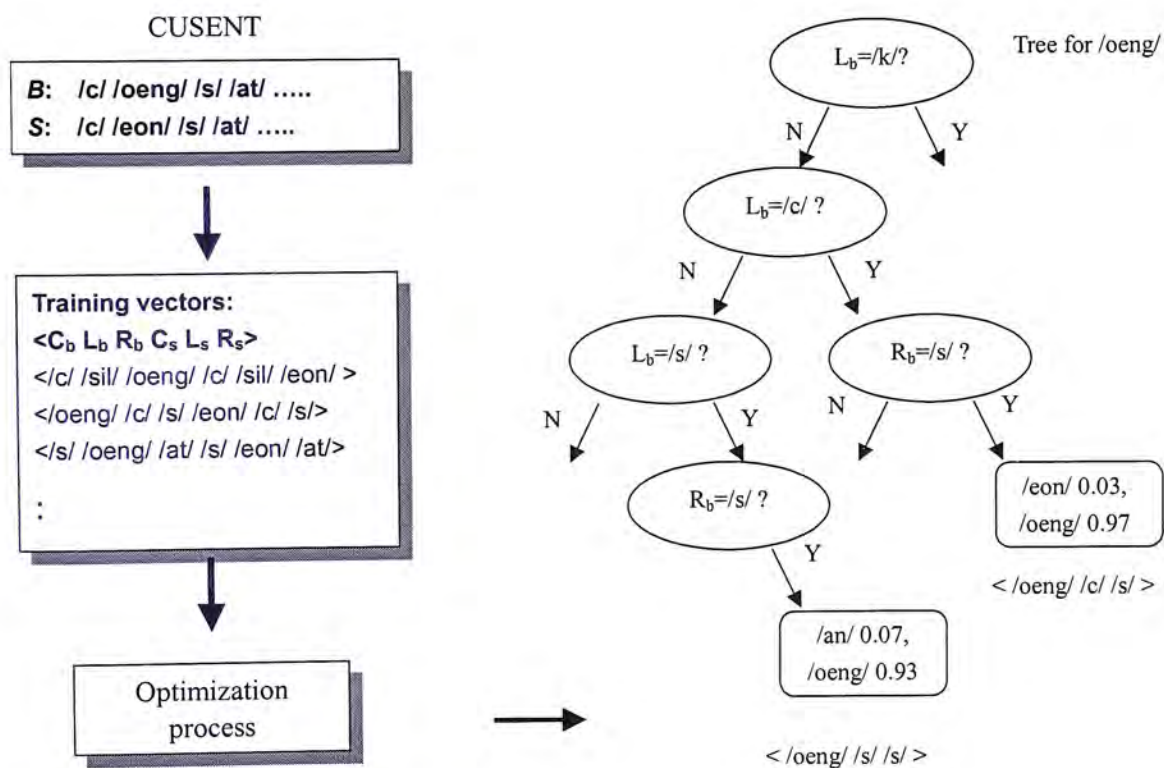 CUSENT
B: /c/ /oeng/ /s/ /at/ .....
S: /c/ /eon/ /s/ /at/ .....
Training vectors:
<Cb Lb Rb Cs Ls Rs>
</c/ /sil/ /oeng/ /c/ /sil/ /eon/ >
</oeng/ /c/ /s/ /eon/ /c/ /s/>
</s/ /oeng/ /at/ /s/ /eon/ /at/>
:
Optimization
process
Tree for /oeng/
Lb=/k/?
N
Y
Lb=/c/ ?
N
Y
Lb=/s/ ?
Rb=/s/ ?
N
Y
N
Y
Rb=/s/ ?
Y
/eon/ 0.03,
/oeng/ 0.97
< /oeng/ /c/ /s/ >
/an/ 0.07,
/oeng/ 0.93
< /oeng/ /s/ /s/ >